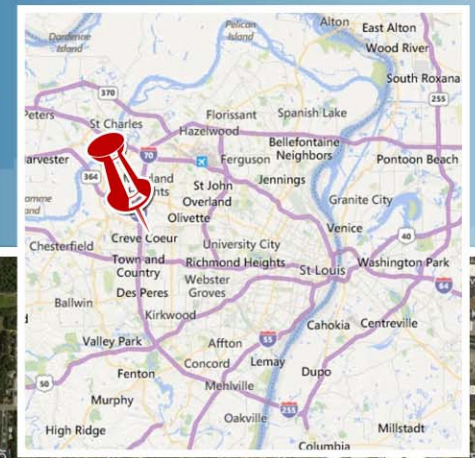 Pelican
Island
Alton
East Alton
Dardenne
Island
Wood River
South Roxana
370
255
Peters
Florissant
Spanish Lake
St Charles
Hazelwood
Bellefontaine
Neighbors
70
Ferguson
Pontoon Beach
arvester
364
land
hts
St John
Jennings
Overland
Granite City
Olivette
Venice
Creve Coeur
University City
40
Chesterfield
Town and
Country
Richmond Heights
St Louis
Washington Park
64
Des Peres
Webster
Groves
Ballwin
Kirkwood
Cahokia
Centreville
Valley Park
Affton
55
Concord
Lemay
Dupo
Fenton
50
Mehlville
Murphy
255
Oakville
Millstadt
High Ridge
Columbia